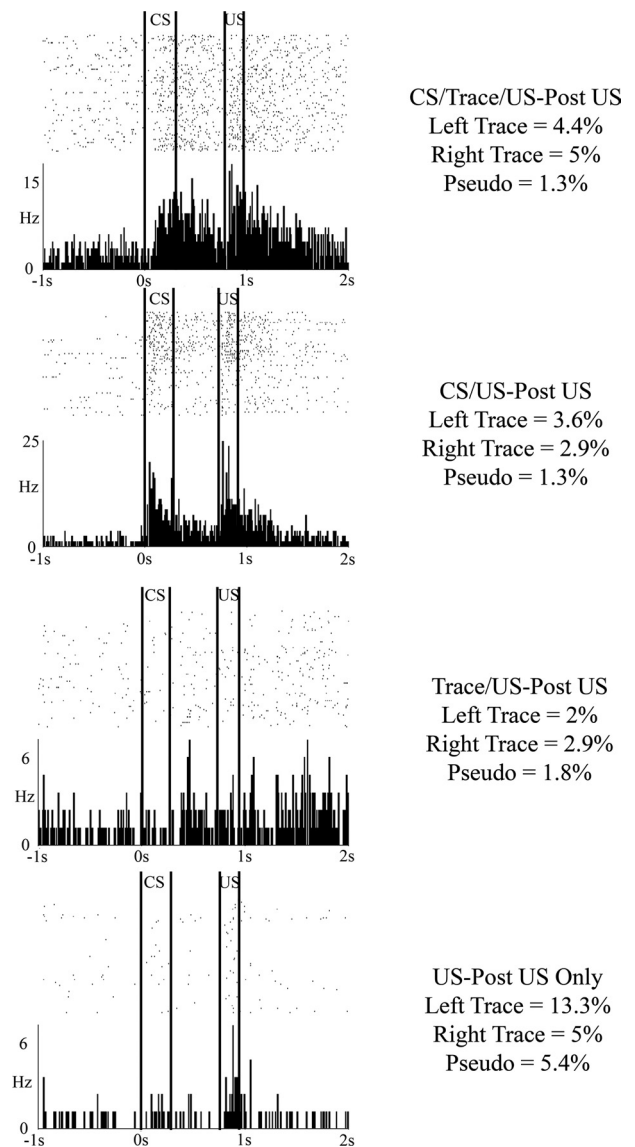 CS US
15
Hz
0
-1s 0s 1s 2s
CS/Trace/US-Post US
Left Trace = 4.4%
Right Trace = 5%
Pseudo = 1.3%
CS US
25
Hz
0
-1s 0s 1s 2s
CS/US-Post US
Left Trace = 3.6%
Right Trace = 2.9%
Pseudo = 1.3%
CS US
6
Hz
0
-1s 0s 1s 2s
Trace/US-Post US
Left Trace = 2%
Right Trace = 2.9%
Pseudo = 1.8%
CS US
6
Hz
0
-1s 0s 1s 2s
US-Post US Only
Left Trace = 13.3%
Right Trace = 5%
Pseudo = 5.4%